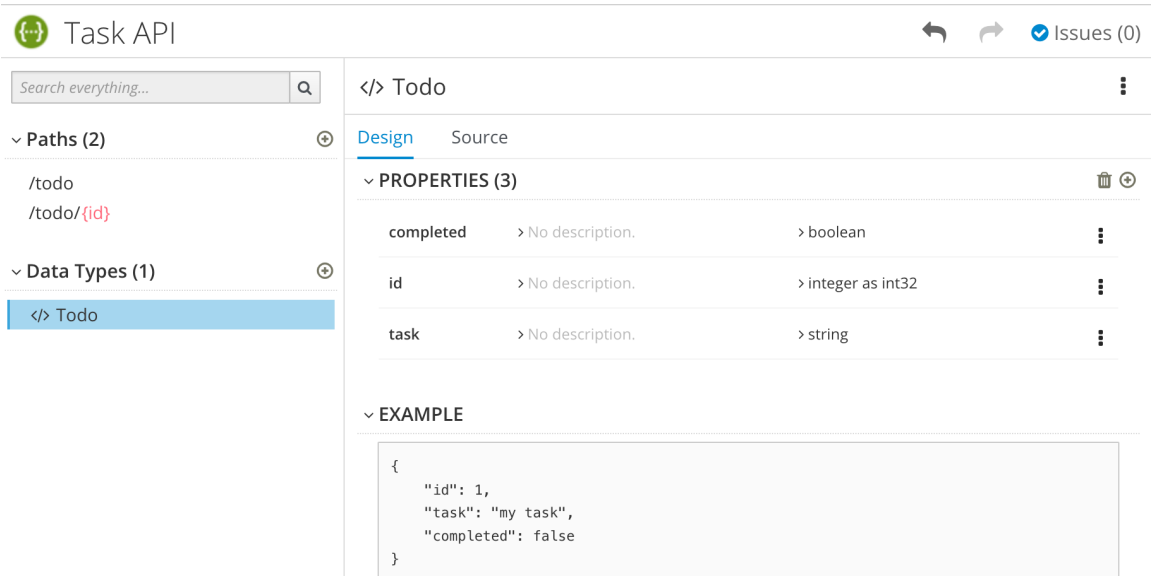 Task API
Issues (0)
Search everything...
Paths (2)
/todo
/todo/{id}
Data Types (1)
</> Todo
</> Todo
Design Source
PROPERTIES (3)
completed No description. boolean
id No description. integer as int32
task No description. string
EXAMPLE
{
"id": 1,
"task": "my task",
"completed": false
}